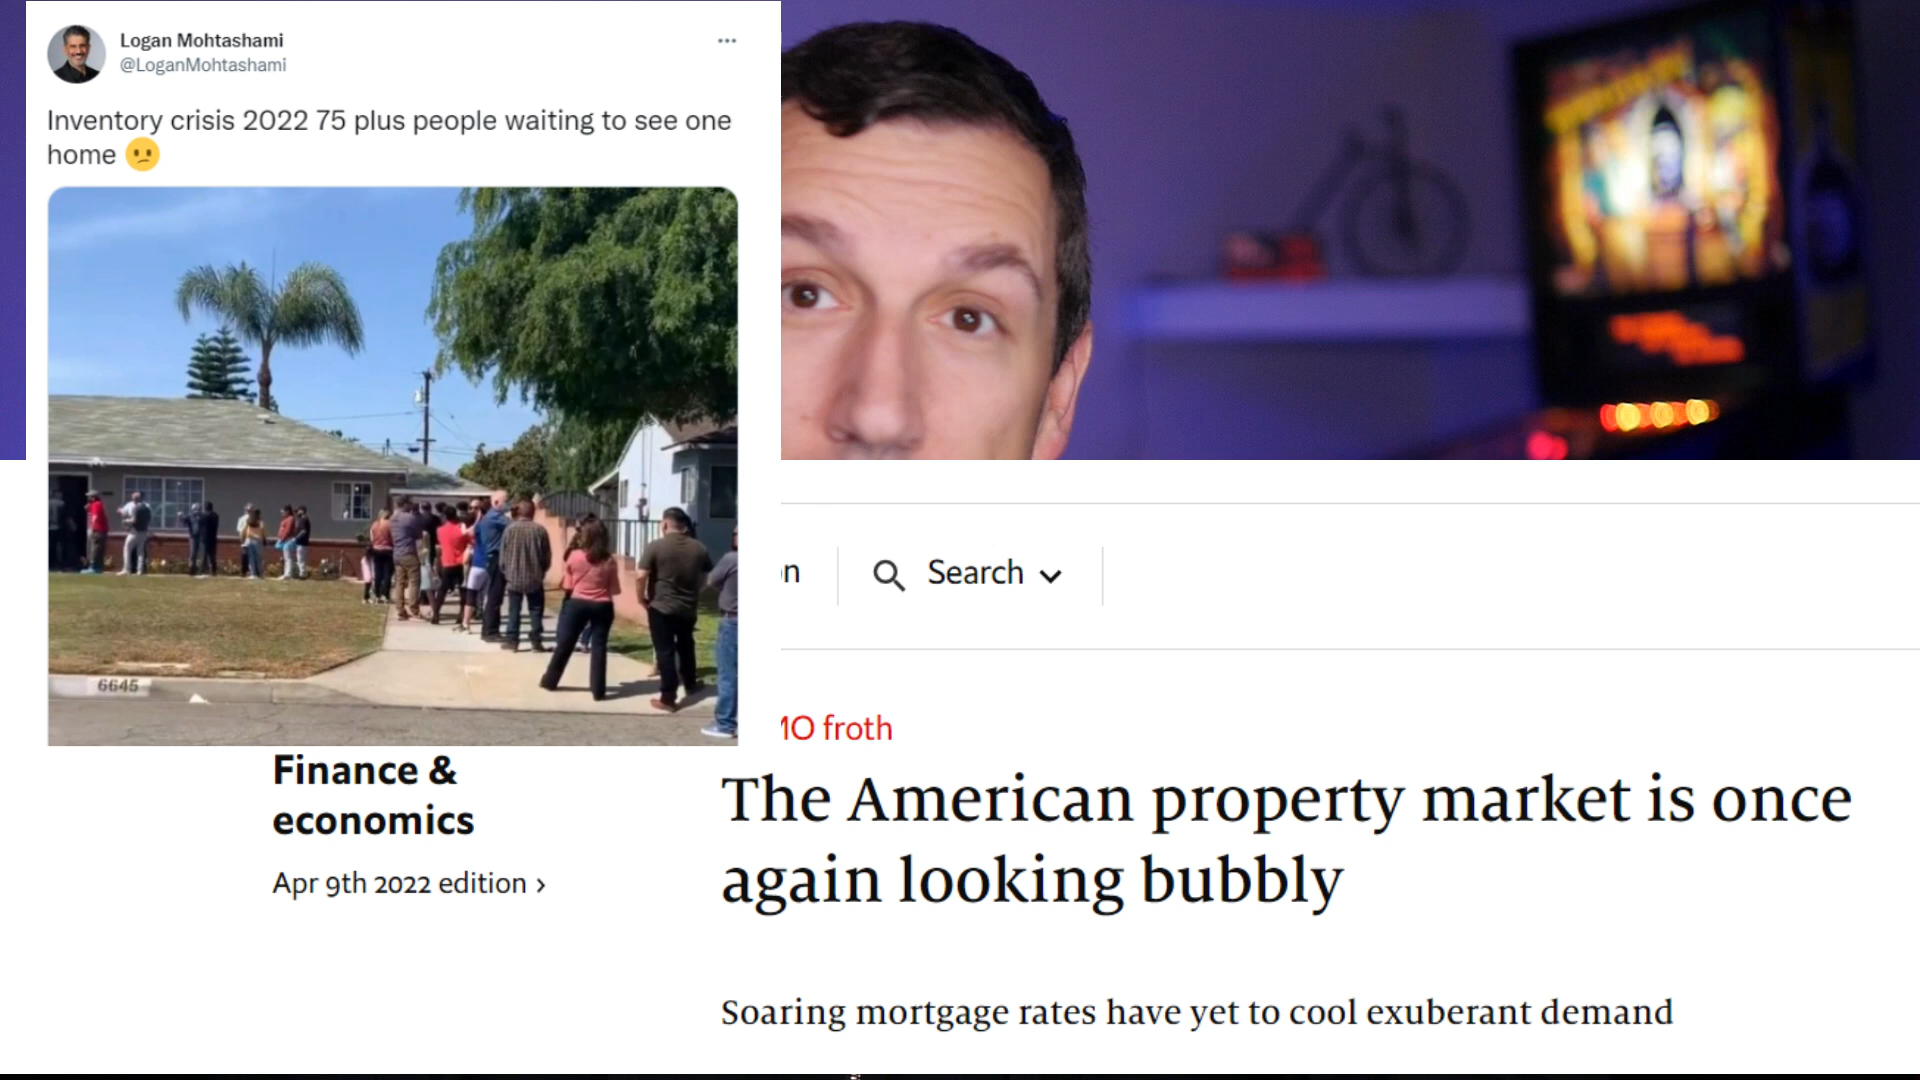 Logan Mohtashami
@LoganMohtashami
Inventory crisis 2022 75 plus people waiting to see one
home
6645
n
Search
MO froth
The American property market is once
again looking bubbly
Soaring mortgage rates have yet to cool exuberant demand
Finance &
economics
Apr 9th 2022 edition ›